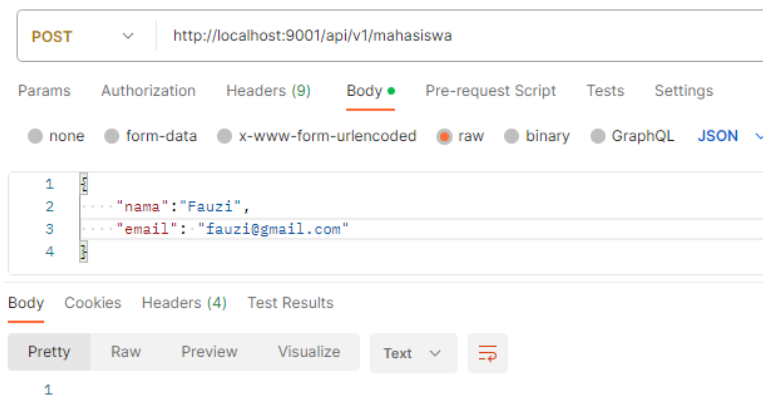 POST http://localhost:9001/api/v1/mahasiswa
Params Authorization Headers (9) Body Pre-request Script Tests Settings
none form-data x-www-form-urlencoded raw binary GraphQL JSON
1 {
2 "nama":"Fauzi",
3 "email": "fauzi@gmail.com"
4 }
Body Cookies Headers (4) Test Results
Pretty Raw Preview Visualize Text
1